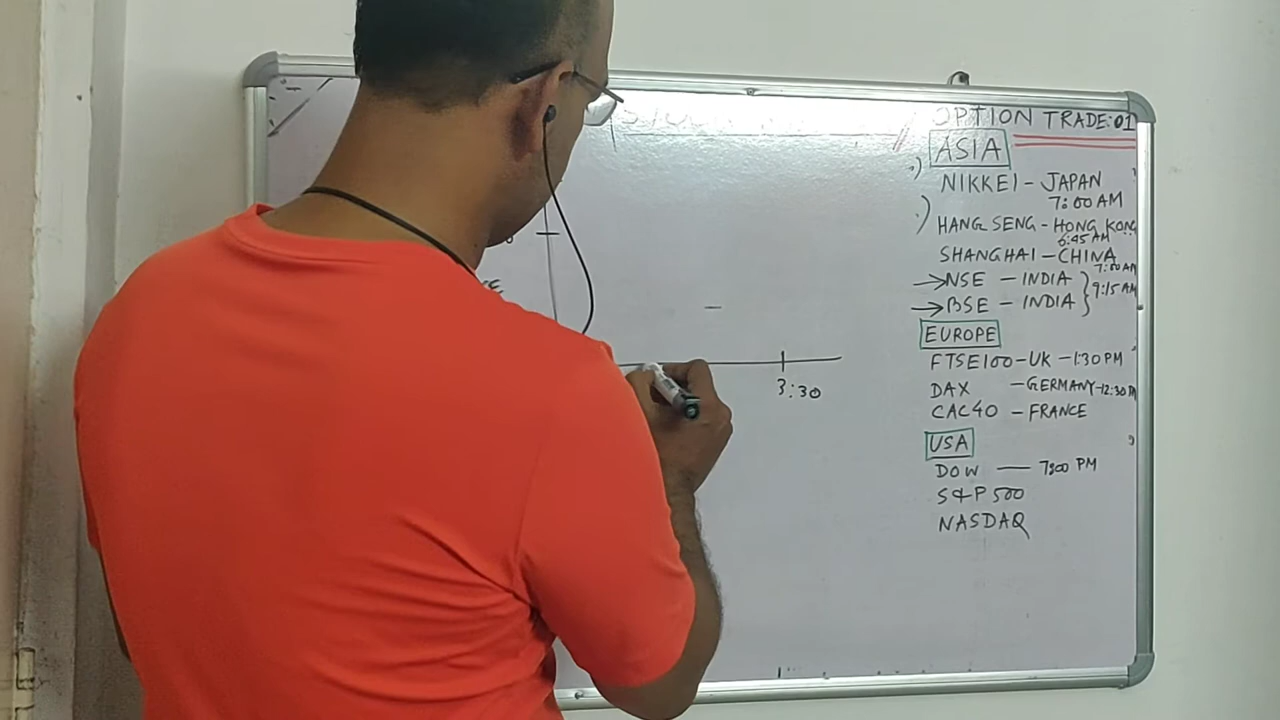 OPTION TRADE:01
ASIA
NIKKEI - JAPAN
7:00 AM
HANG SENG - HONG KONG
6:45 AM
SHANGHAI - CHINA
7:00 AM
→NSE - INDIA
9:15 AM
→BSE - INDIA
EUROPE
FTSE100 - UK - 1:30 PM
DAX - GERMANY - 12:30
CAC40 - FRANCE
USA
DOW — 7:00 PM
S&P 500
NASDAQ
3:30